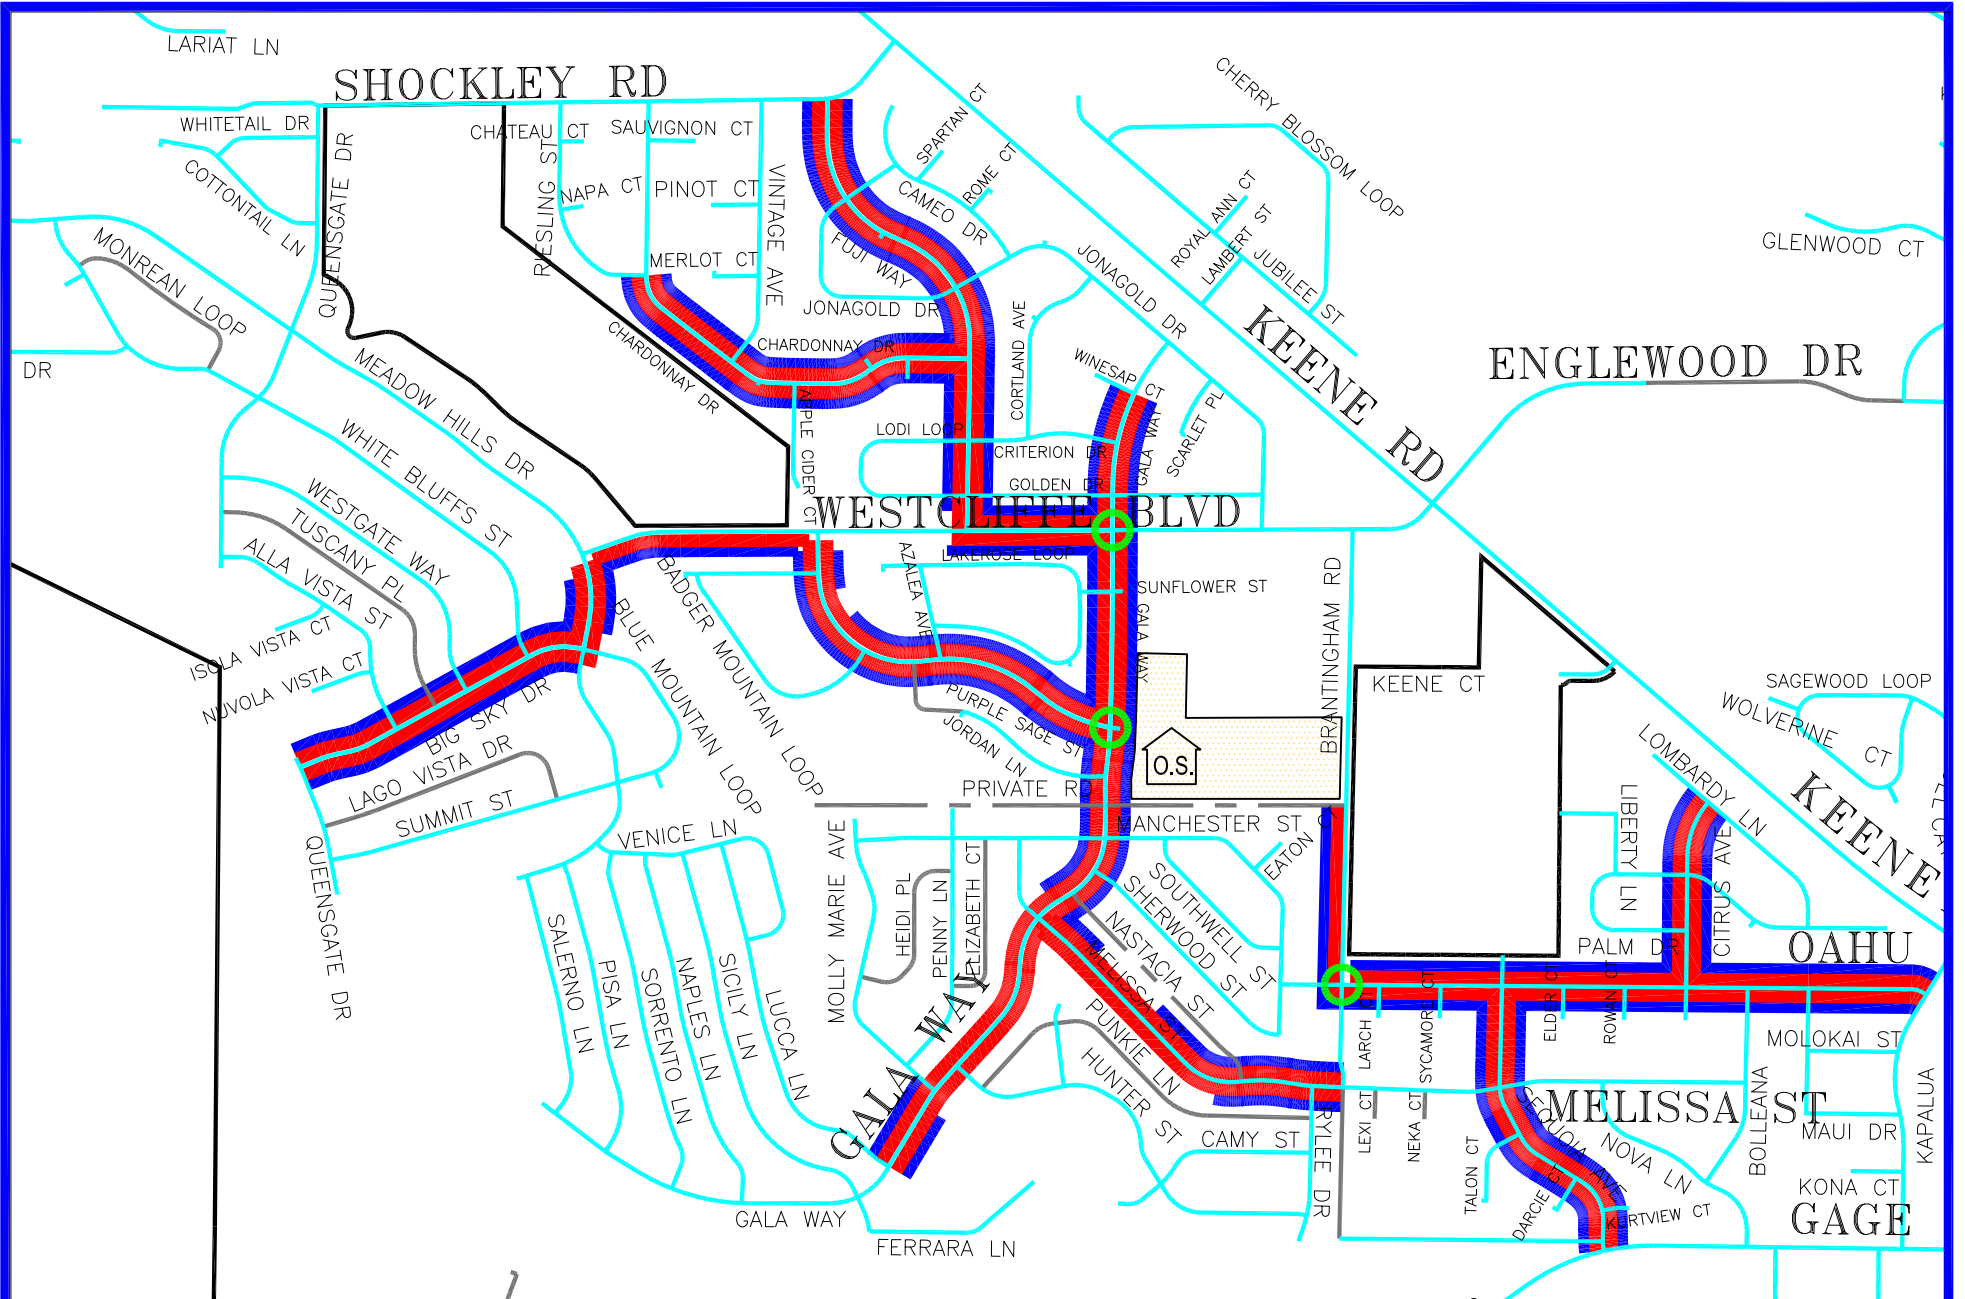 LARIAT LN
SHOCKLEY RD
WHITETAIL DR
COTTONTAIL LN
QUEENSGATE DR
CHATEAU CT
SAUVIGNON CT
RIESLING ST
NAPA CT
PINOT CT
MERLOT CT
VINTAGE AVE
SPARTAN CT
ROME CT
CAMEO DR
FUJI WAY
JONAGOLD DR
JONAGOLD DR
CHERRY BLOSSOM LOOP
ROYAL ANN CT
LAMBERT ST
JUBILEE ST
GLENWOOD CT
KEENE RD
ENGLEWOOD DR
MONREAN LOOP
DR
MEADOW HILLS DR
WHITE BLUFFS ST
WESTGATE WAY
TUSCANY PL
ALLA VISTA ST
ISOLA VISTA CT
NUVOLA VISTA CT
CHARDONNAY DR
CHARDONNAY DR
APPLE CIDER CT
LODI LOOP
CORTLAND AVE
WINESAP CT
CRITERION DR
GOLDEN DR
GALA WAY
SCARLET PL
WESTCLIFFE BLVD
LAKEROSE LOOP
AZALEA AVE
SUNFLOWER ST
GALA WAY
BRANTINGHAM RD
BADGER MOUNTAIN LOOP
BLUE MOUNTAIN LOOP
BIG SKY DR
LAGO VISTA DR
SUMMIT ST
QUEENSGATE DR
PURPLE SAGE ST
JORDAN LN
PRIVATE RD
O.S.
KEENE CT
SAGEWOOD LOOP
WOLVERINE CT
LOMBARDY LN
KEENE
LIBERTY LN
LN
CITRUS AVE
PALM DR
OAHU
MANCHESTER ST
EATON
VENICE LN
MOLLY MARIE AVE
HEIDI PL
PENNY LN
ELIZABETH CT
SOUTHWELL ST
SHERWOOD ST
NASTACIA ST
MELISSA ST
PUNKIE LN
HUNTER ST
CAMY ST
RYLEE DR
SALERNO LN
PISA LN
SORRENTO LN
NAPLES LN
SICILY LN
LUCCA LN
GALA WAY
GALA WAY
FERRARA LN
LARCH CT
SYCAMORE CT
ELDER CT
ROWAN CT
LEXI CT
NEKA CT
MELISSA ST
SEQUOIA AVE
TALON CT
DARCIE CT
NOVA LN
KURTVIEW CT
BOLLEANA
MOLOKAI ST
MAUI DR
KAPALUA
KONA CT
GAGE